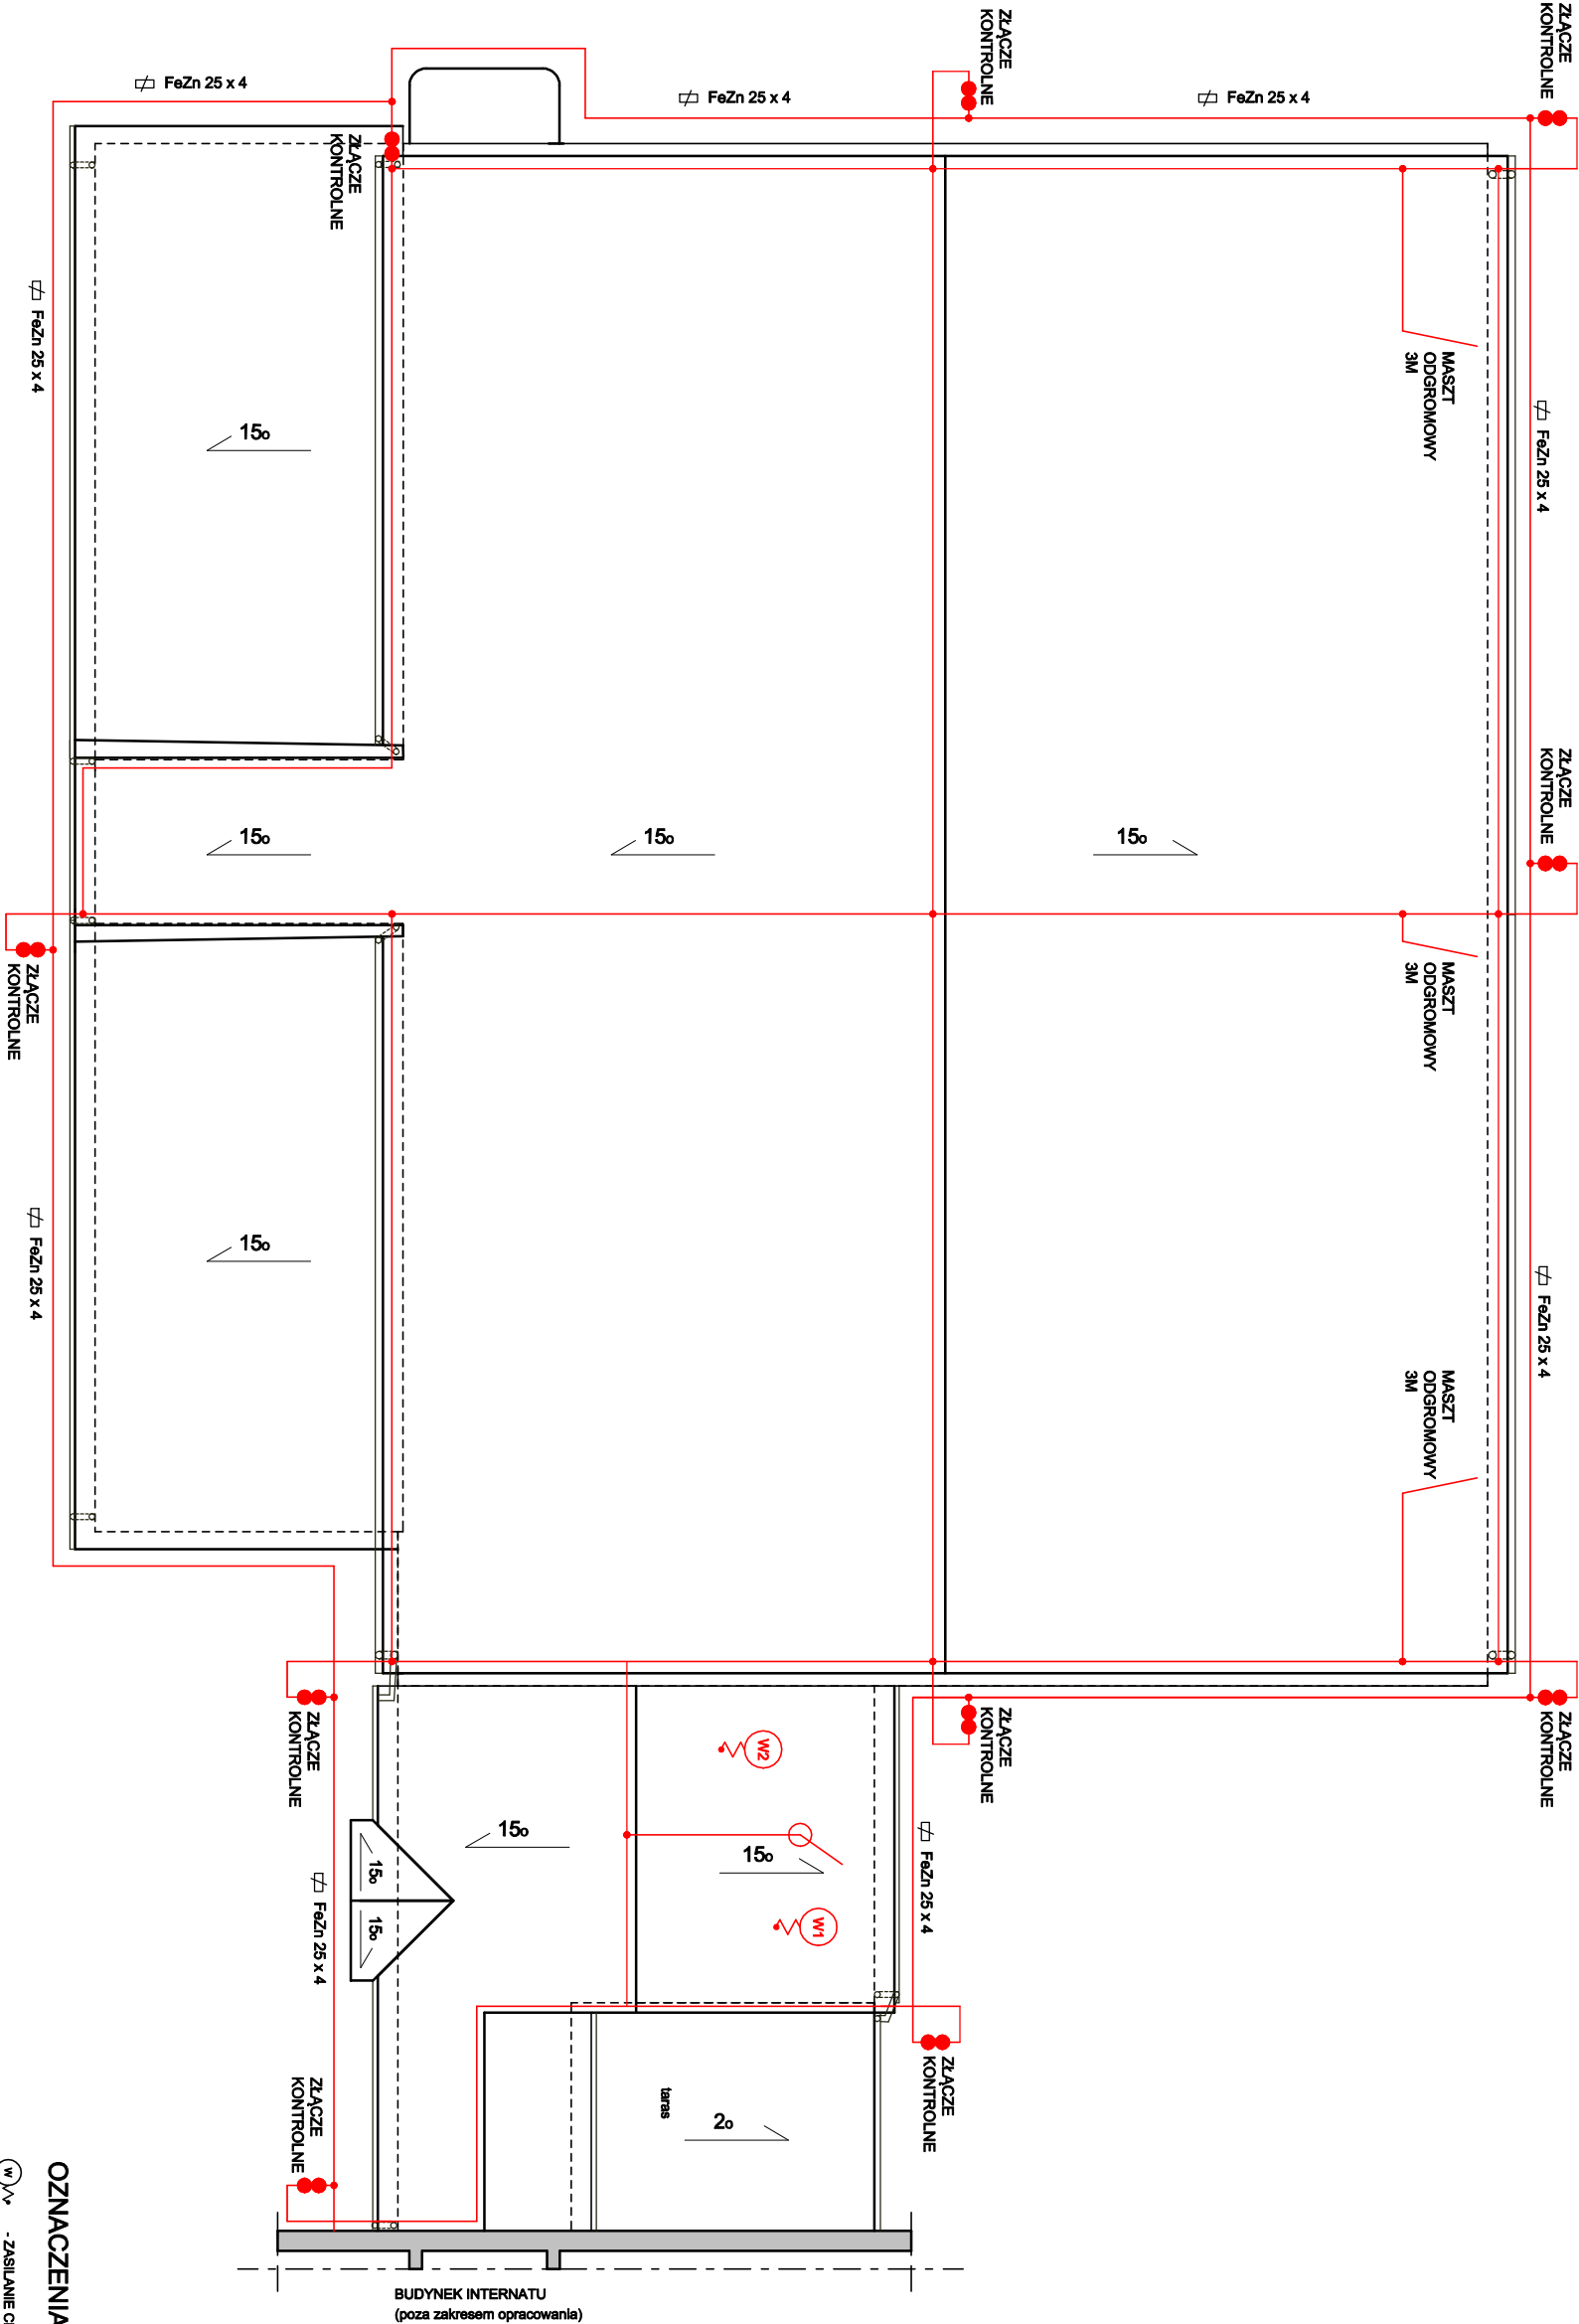 ZŁĄCZE
KONTROLNE
ZŁĄCZE
KONTROLNE
FeZn 25 x 4
FeZn 25 x 4
FeZn 25 x 4
ZŁĄCZE
KONTROLNE
FeZn 25 x 4
MASZT
ODGROMOWY
3M
FeZn 25 x 4
15o
ZŁĄCZE
KONTROLNE
15o
15o
15o
MASZT
ODGROMOWY
3M
ZŁĄCZE
KONTROLNE
FeZn 25 x 4
15o
FeZn 25 x 4
MASZT
ODGROMOWY
3M
ZŁĄCZE
KONTROLNE
ZŁĄCZE
KONTROLNE
ZŁĄCZE
KONTROLNE
W2
15o
15o
FeZn 25 x 4
15o
15o
FeZn 25 x 4
W1
ZŁĄCZE
KONTROLNE
taras
2o
ZŁĄCZE
KONTROLNE
BUDYNEK INTERNATU
(poza zakresem opracowania)
OZNACZENIA
W
- ZASILANIE